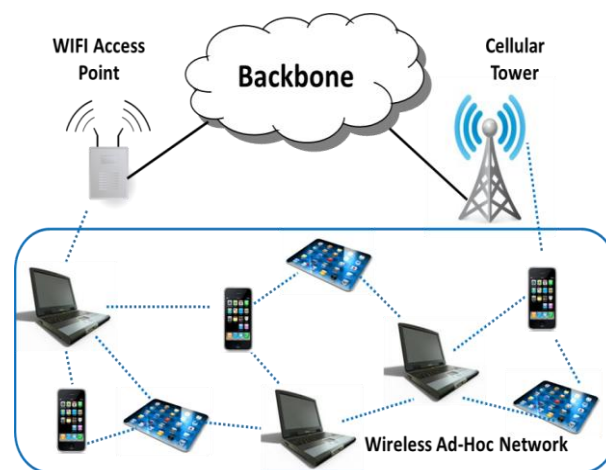 WIFI Access
Point
Backbone
Cellular
Tower
Wireless Ad-Hoc Network